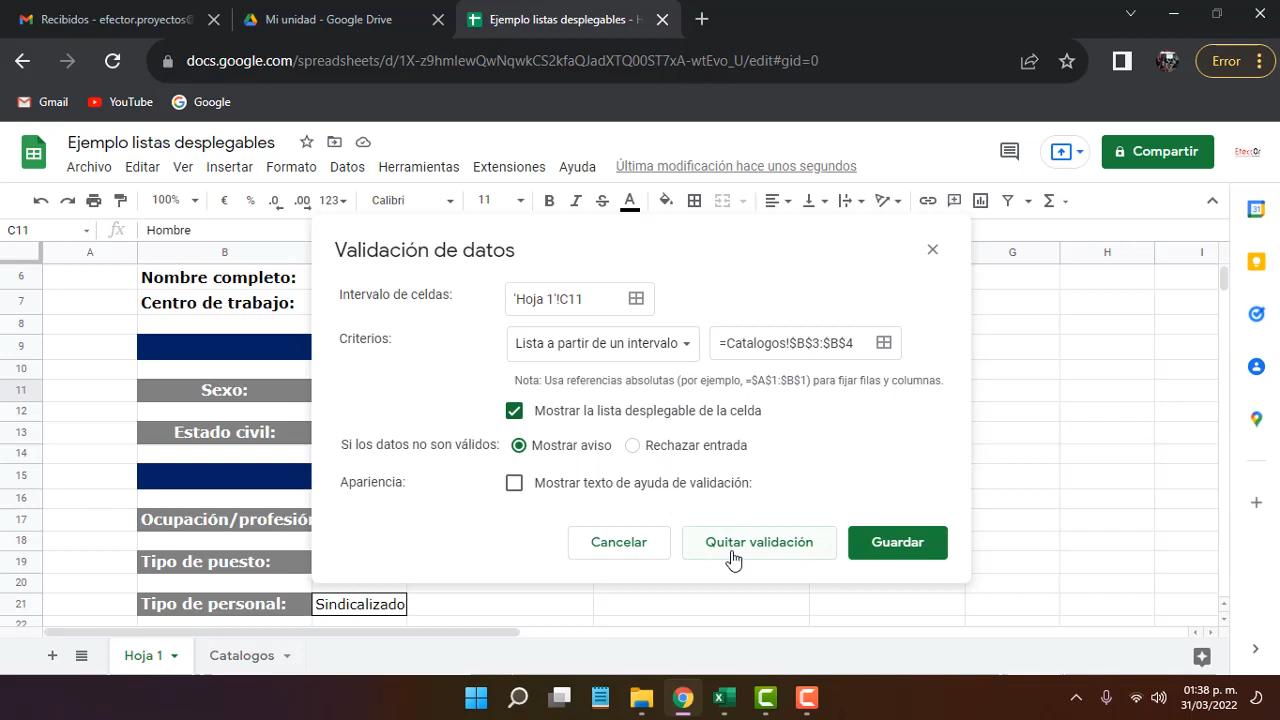 Recibidos - efector.proyectos@
Mi unidad - Google Drive
Ejemplo listas desplegables - H
docs.google.com/spreadsheets/d/1X-z9hmIewQwNqwkCS2kfaQJadXTQ00ST7xA-wtEvo_U/edit#gid=0
Error
Gmail
YouTube
Google
Ejemplo listas desplegables
Compartir
Archivo Editar Ver Insertar Formato Datos Herramientas Extensiones Ayuda Última modificación hace unos segundos
100% € % .0 .00 123 Calibri 11 B I S A
C11 fx Hombre
A B G H I
Validación de datos
Intervalo de celdas: 'Hoja 1'!C11
Criterios: Lista a partir de un intervalo =Catalogos!$B$3:$B$4
Nota: Usa referencias absolutas (por ejemplo, =$A$1:$B$1) para fijar filas y columnas.
Mostrar la lista desplegable de la celda
Si los datos no son válidos: Mostrar aviso Rechazar entrada
Apariencia: Mostrar texto de ayuda de validación:
Cancelar Quitar validación Guardar
6 Nombre completo:
7 Centro de trabajo:
8
9
10
11 Sexo:
12
13 Estado civil:
14
15
16
17 Ocupación/profesión
18
19 Tipo de puesto:
20
21 Tipo de personal: Sindicalizado
22
Hoja 1
Catalogos
01:38 p. m.
31/03/2022